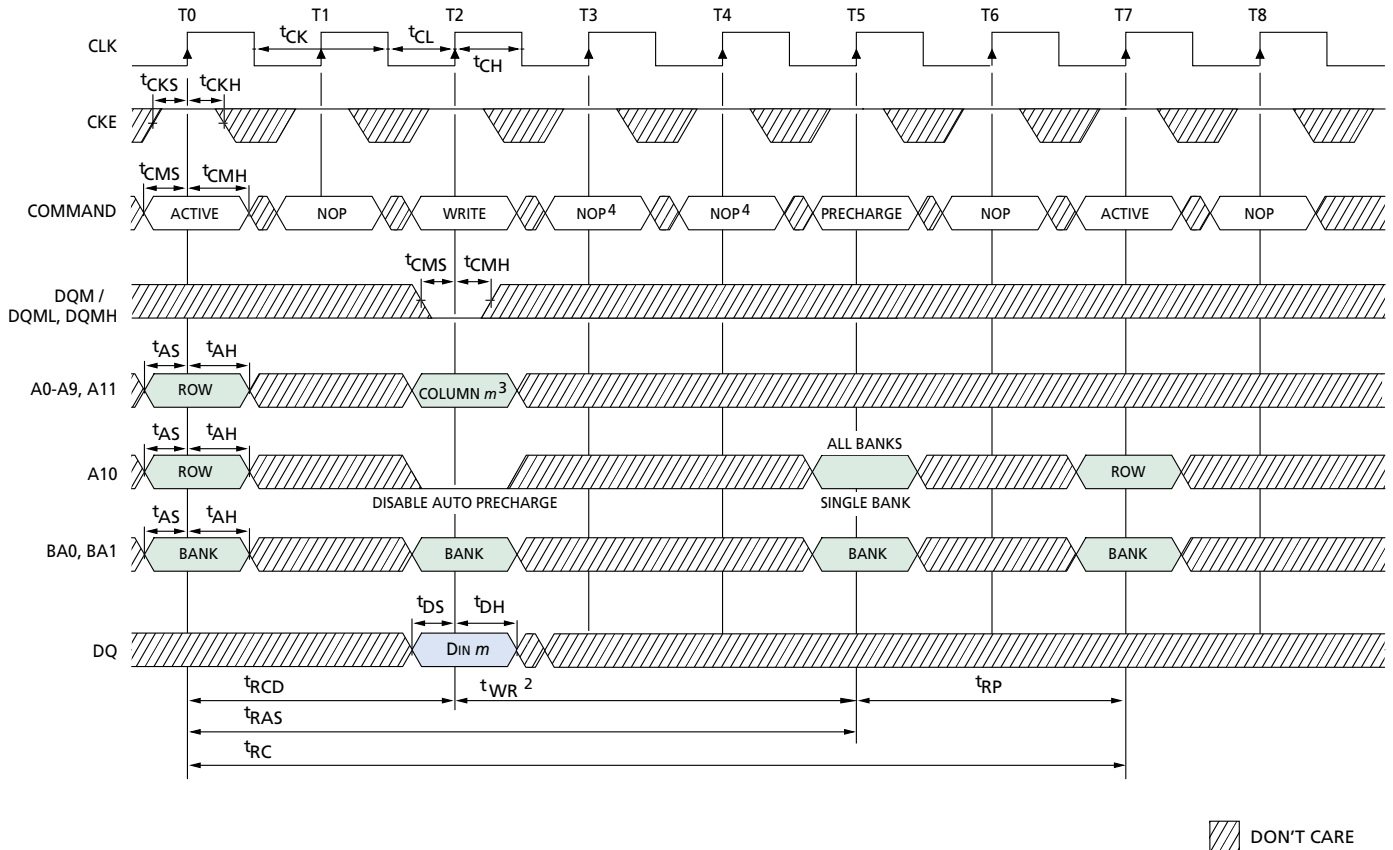 T0 T1 T2 T3 T4 T5 T6 T7 T8
CLK
tCK tCL
tCH
tCKS tCKH
CKE
tCMS tCMH
COMMAND ACTIVE NOP WRITE NOP4 NOP4 PRECHARGE NOP ACTIVE NOP
tCMS tCMH
DQM /
DQML, DQMH
tAS tAH
A0-A9, A11 ROW COLUMN m3
tAS tAH
ALL BANKS
A10 ROW ROW
DISABLE AUTO PRECHARGE SINGLE BANK
tAS tAH
BA0, BA1 BANK BANK BANK BANK
tDS tDH
DQ DIN m
tRCD tWR 2 tRP
tRAS
tRC
DON'T CARE